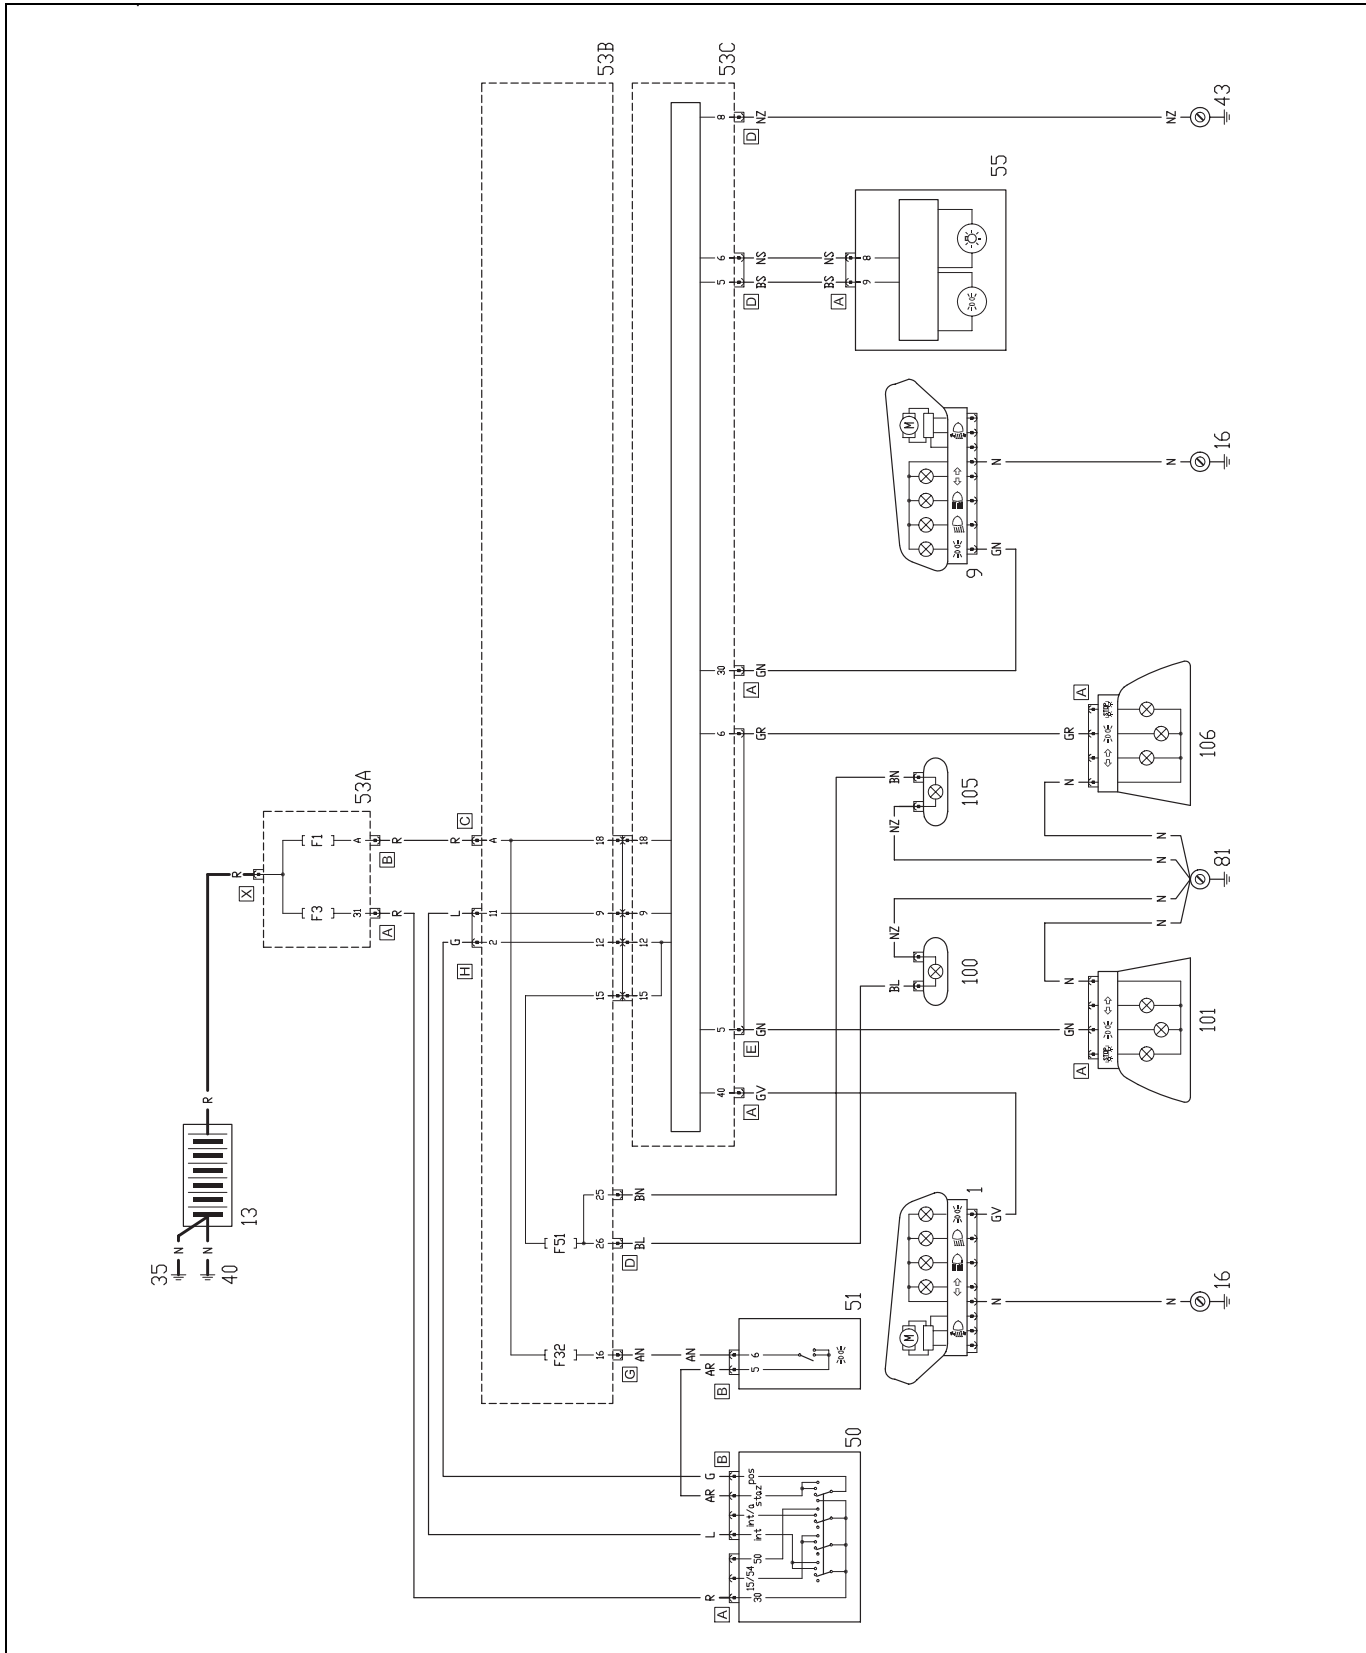 53B
53C
43
NZ
NZ
8
D
55
6
NS
NS
8
5
BS
BS
9
D
A
M
16
N
N
9
GN
30
GN
A
A
6
GR
GR
STOP
106
N
BN
105
NZ
53A
X
R
F1
A
R
B
R
C
A
18
18
F3
31
R
A
L
11
9
9
G
2
12
12
H
15
15
N
N
N
N
81
NZ
100
BL
N
5
GN
E
GN
STOP
A
101
40
GV
A
R
13
N
N
35
40
F51
25
BN
26
BL
D
1
GV
M
N
N
16
F32
16
AN
AN
6
G
AR
5
B
51
50
B
G
pos
AR
staz
int/a
L
int
50
15/54
R
30
A